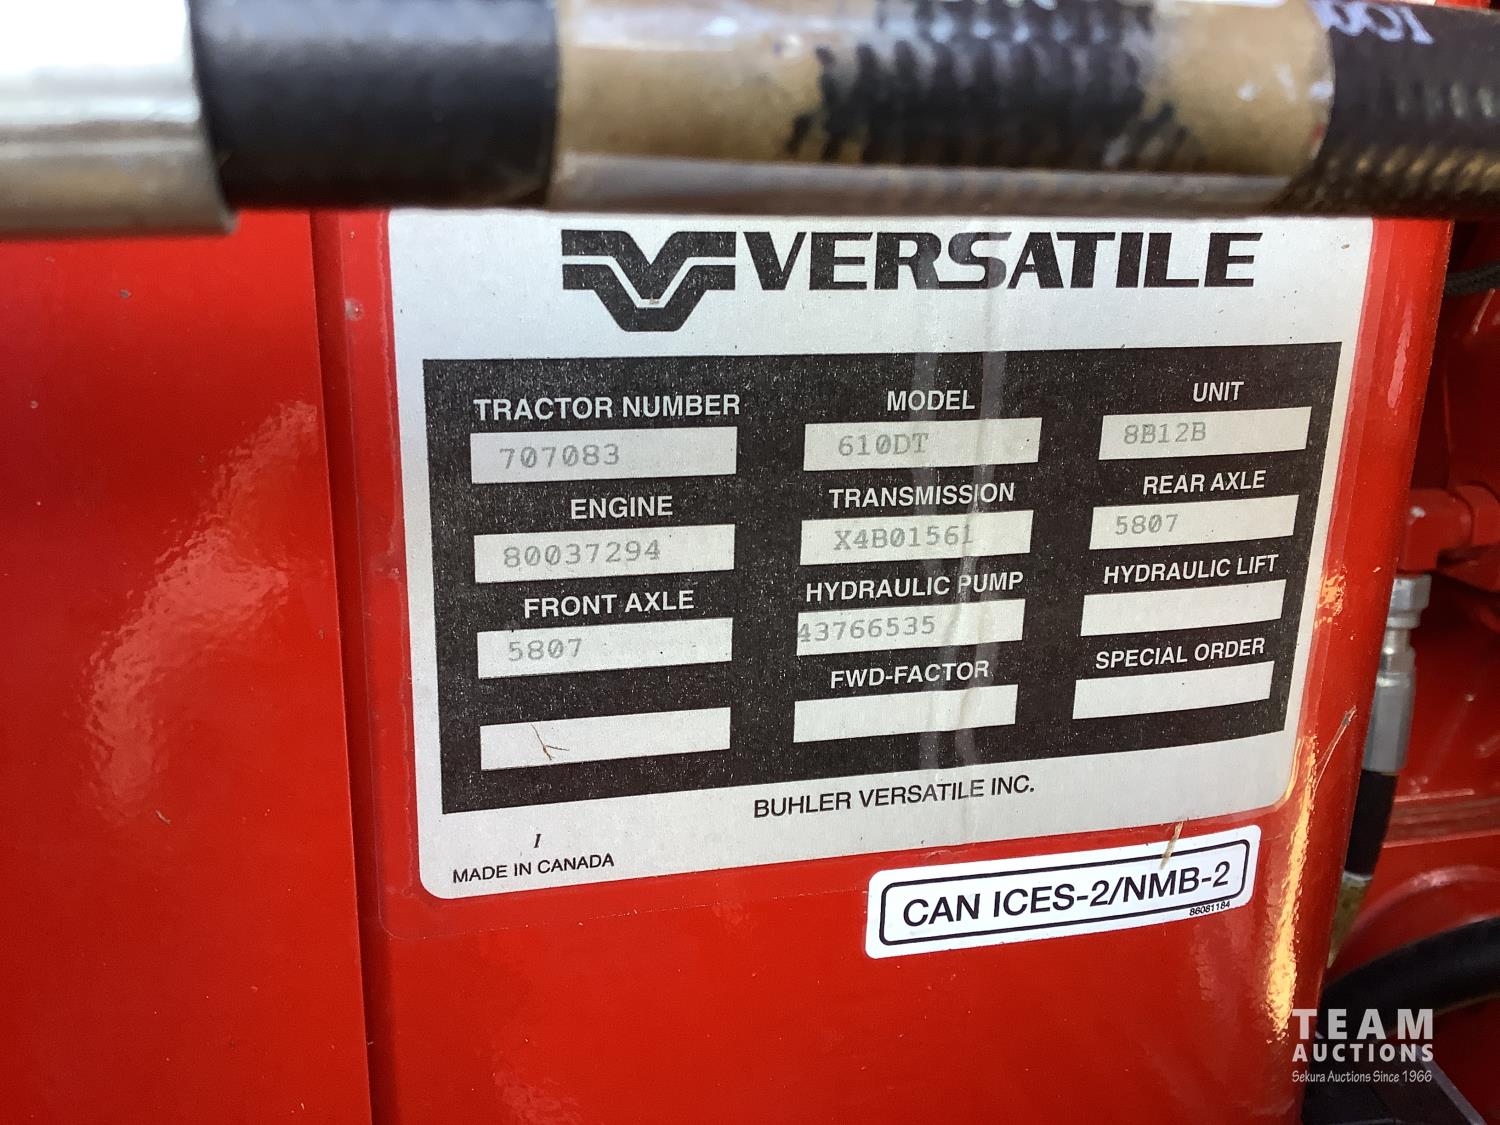 VERSATILE
TRACTOR NUMBER MODEL UNIT
707083 610DT 8B12B
ENGINE TRANSMISSION REAR AXLE
80037294 X4B01561 5807
FRONT AXLE HYDRAULIC PUMP HYDRAULIC LIFT
5807 43766535
FWD-FACTOR SPECIAL ORDER
BUHLER VERSATILE INC.
I
MADE IN CANADA
CAN ICES-2/NMB-2
86081184
TEAM
AUCTIONS
Sekura Auctions Since 1966